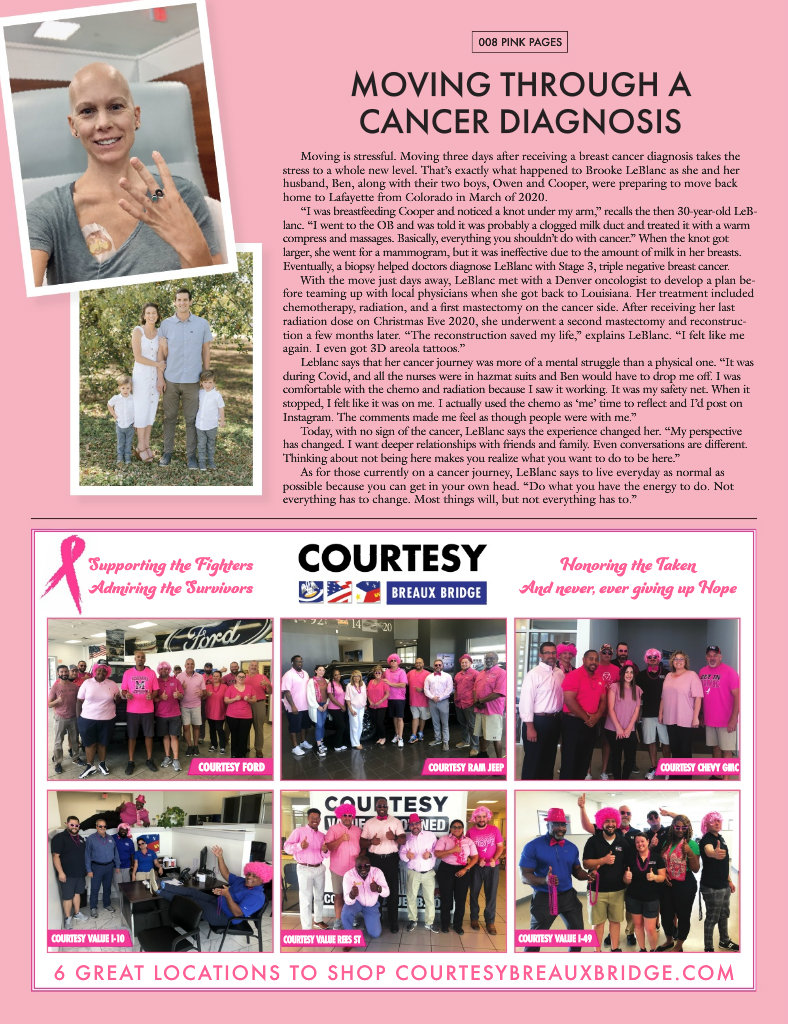 008 PINK PAGES
MOVING THROUGH A
CANCER DIAGNOSIS
Moving is stressful. Moving three days after receiving a breast cancer diagnosis takes the
stress to a whole new level. That's exactly what happened to Brooke LeBlanc as she and her
husband, Ben, along with their two boys, Owen and Cooper, were preparing to move back
home to Lafayette from Colorado in March of 2020.
“I was breastfeeding Cooper and noticed a knot under my arm,” recalls the then 30-year-old LeB-
lanc. “I went to the OB and was told it was probably a clogged milk duct and treated it with a warm
compress and massages. Basically, everything you shouldn't do with cancer.” When the knot got
larger, she went for a mammogram, but it was ineffective due to the amount of milk in her breasts.
Eventually, a biopsy helped doctors diagnose LeBlanc with Stage 3, triple negative breast cancer.
With the move just days away, LeBlanc met with a Denver oncologist to develop a plan be-
fore teaming up with local physicians when she got back to Louisiana. Her treatment included
chemotherapy, radiation, and a first mastectomy on the cancer side. After receiving her last
radiation dose on Christmas Eve 2020, she underwent a second mastectomy and reconstruc-
tion a few months later. “The reconstruction saved my life,” explains LeBlanc. “I felt like me
again. I even got 3D areola tattoos.”
Leblanc says that her cancer journey was more of a mental struggle than a physical one. “It was
during Covid, and all the nurses were in hazmat suits and Ben would have to drop me off. I was
comfortable with the chemo and radiation because I saw it working. It was my safety net. When it
stopped, I felt like it was on me. I actually used the chemo as ‘me’ time to reflect and I'd post on
Instagram. The comments made me feel as though people were with me.”
Today, with no sign of the cancer, LeBlanc says the experience changed her. “My perspective
has changed. I want deeper relationships with friends and family. Even conversations are different.
Thinking about not being here makes you realize what you want to do to be here.”
As for those currently on a cancer journey, LeBlanc says to live everyday as normal as
possible because you can get in your own head. “Do what you have the energy to do. Not
everything has to change. Most things will, but not everything has to.”
Supporting the Fighters
Admiring the Survivors
COURTESY
BREAUX BRIDGE
Honoring the Taken
And never, ever giving up Hope
Ford
COURTESY FORD
92 14 20
COURTESY RAM JEEP
COURTESY CHEVY GMC
COURTESY VALUE I-10
COURTESY
COURTESY VALUE REES ST
COURTESY VALUE I-49
6 GREAT LOCATIONS TO SHOP COURTESYBREAUXBRIDGE.COM